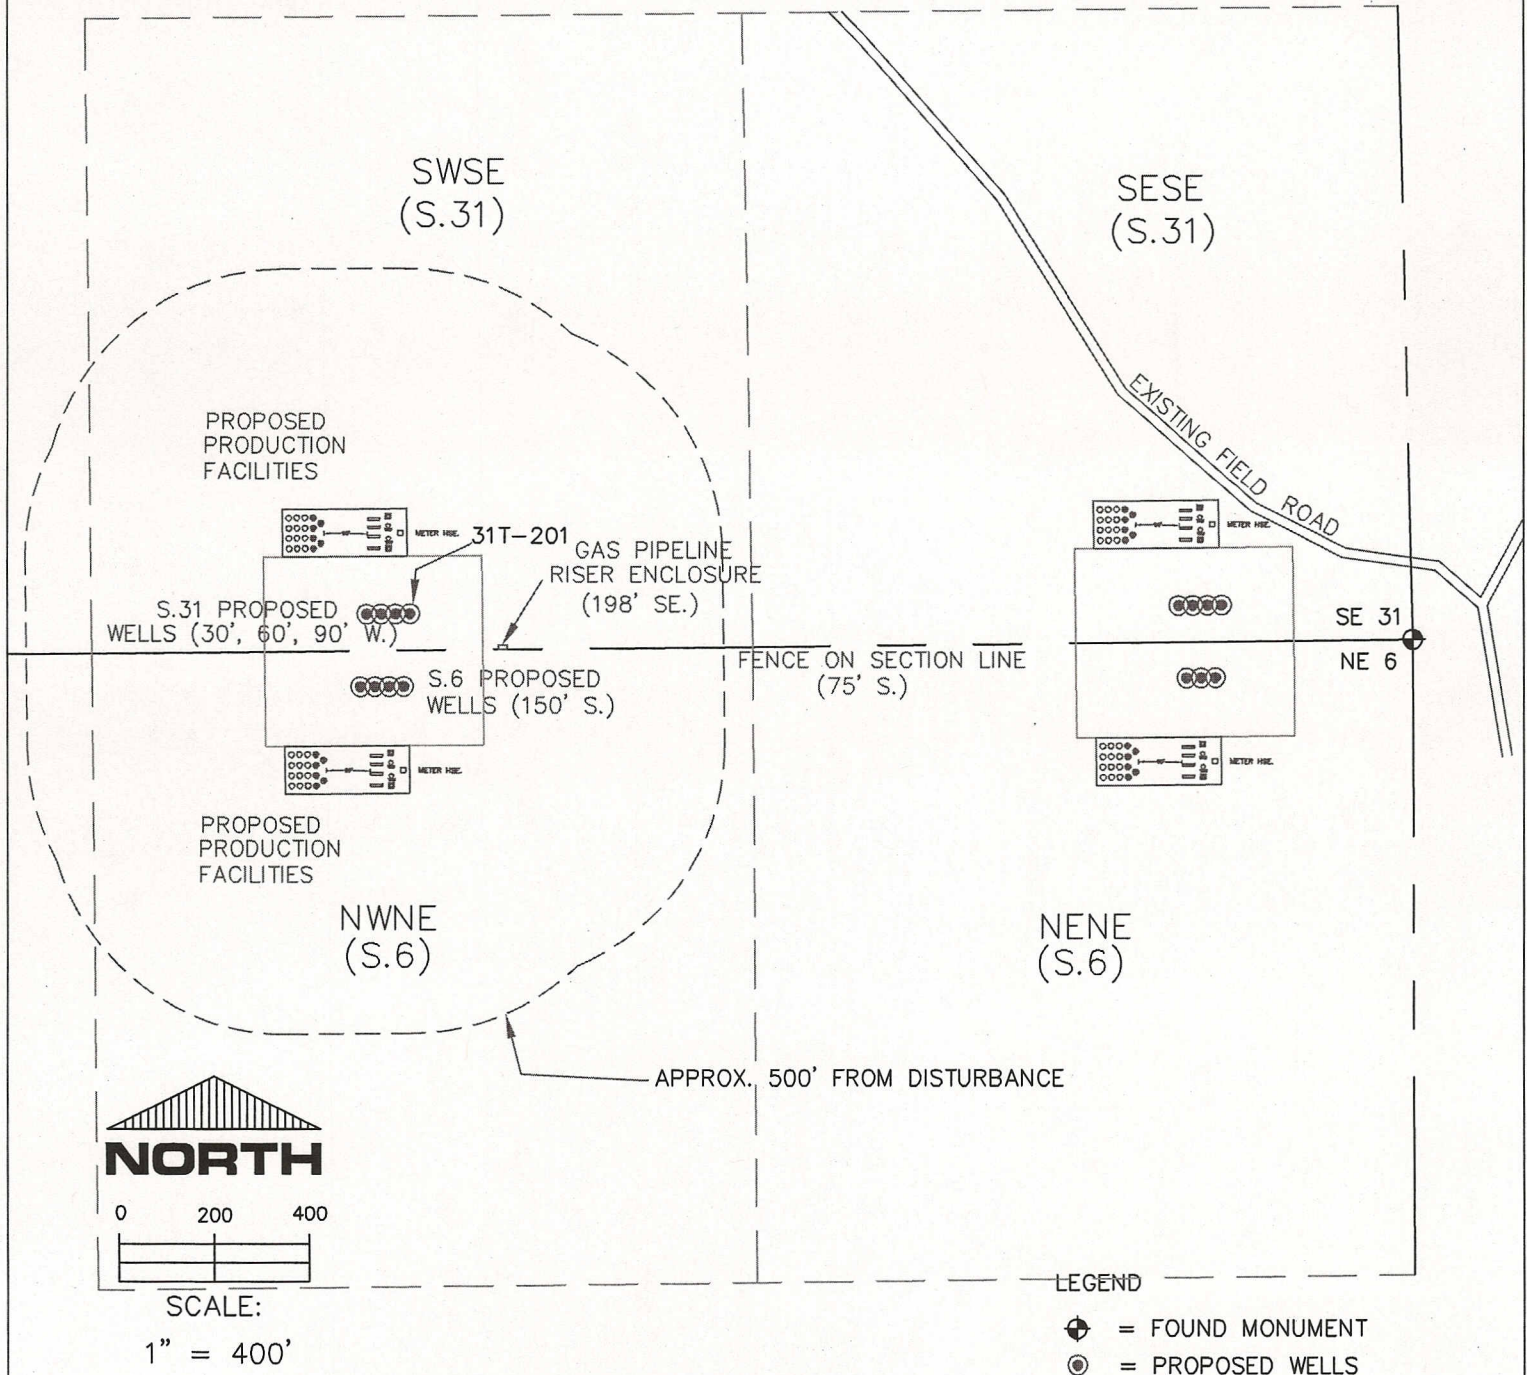 SWSE
(S.31)
SESE
(S.31)
EXISTING FIELD ROAD
PROPOSED
PRODUCTION
FACILITIES
METER HSE.
31T-201
GAS PIPELINE
RISER ENCLOSURE
(198' SE.)
METER HSE.
S.31 PROPOSED
WELLS (30', 60', 90' W.)
SE 31
NE 6
FENCE ON SECTION LINE
(75' S.)
S.6 PROPOSED
WELLS (150' S.)
METER HSE.
METER HSE.
PROPOSED
PRODUCTION
FACILITIES
NWNE
(S.6)
NENE
(S.6)
APPROX. 500' FROM DISTURBANCE
NORTH
0 200 400
SCALE:
1" = 400'
LEGEND
= FOUND MONUMENT
= PROPOSED WELLS